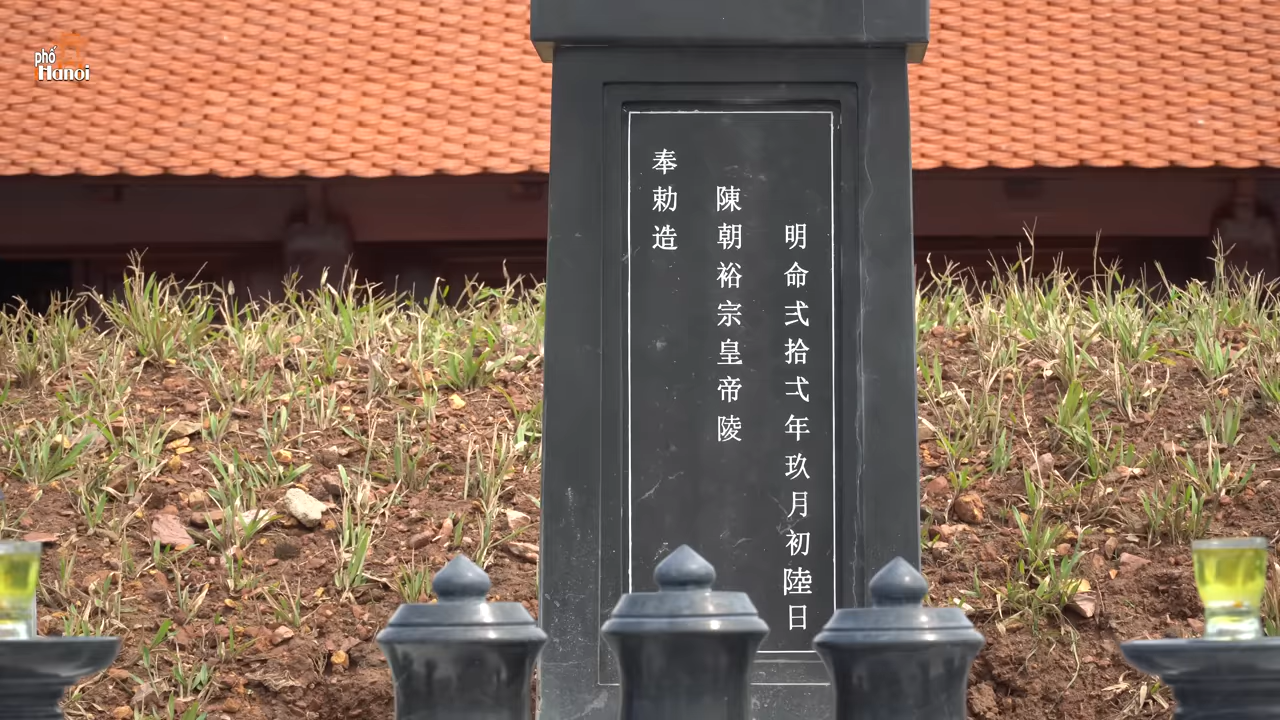 phố
Hanoi
明命弍拾弌年玖月初陸日
陳朝裕宗皇帝陵
奉勅造